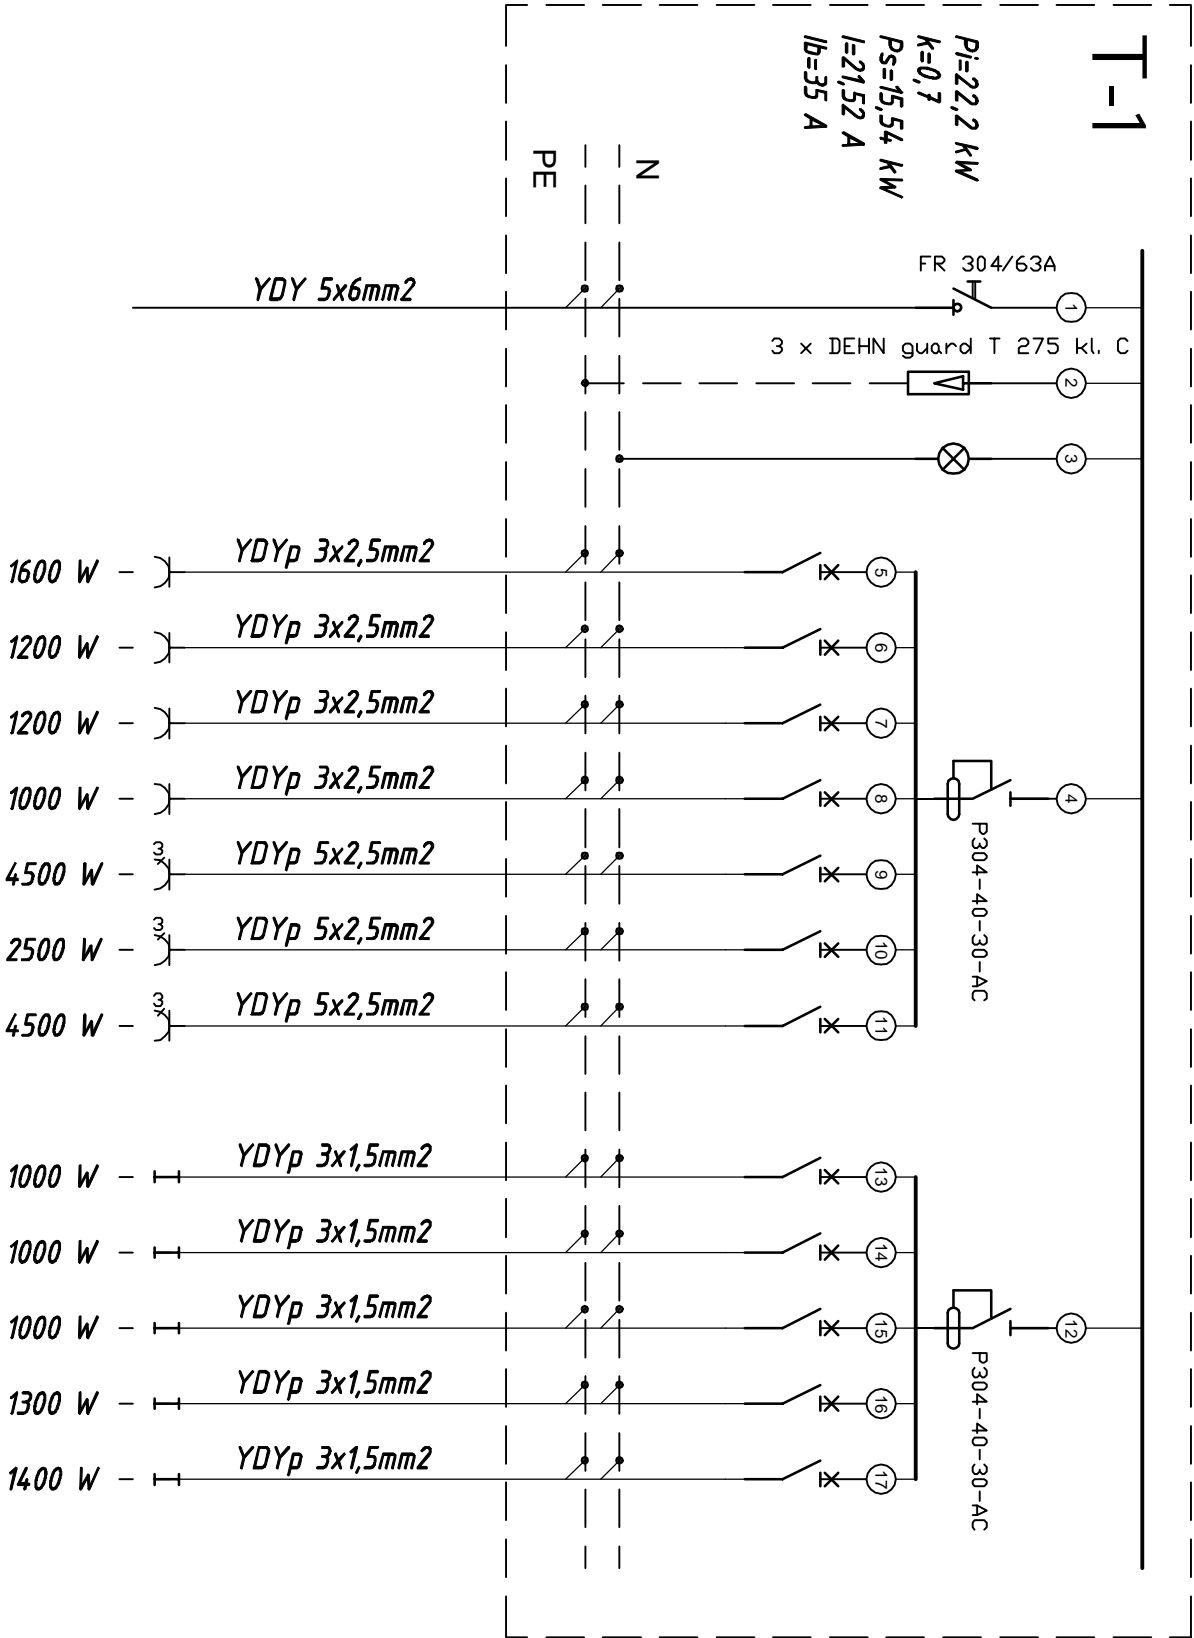 T-1
Pi=22,2 kW
k=0,7
Ps=15,54 kW
I=21,52 A
Ib=35 A
N
PE
FR 304/63A
YDY 5x6mm2
1
3 x DEHN guard T 275 kl. C
2
3
1600 W
YDYp 3x2,5mm2
5
1200 W
YDYp 3x2,5mm2
6
1200 W
YDYp 3x2,5mm2
7
1000 W
YDYp 3x2,5mm2
8
4
P304-40-30-AC
4500 W
3
YDYp 5x2,5mm2
9
2500 W
3
YDYp 5x2,5mm2
10
4500 W
3
YDYp 5x2,5mm2
11
1000 W
YDYp 3x1,5mm2
13
1000 W
YDYp 3x1,5mm2
14
1000 W
YDYp 3x1,5mm2
15
12
P304-40-30-AC
1300 W
YDYp 3x1,5mm2
16
1400 W
YDYp 3x1,5mm2
17